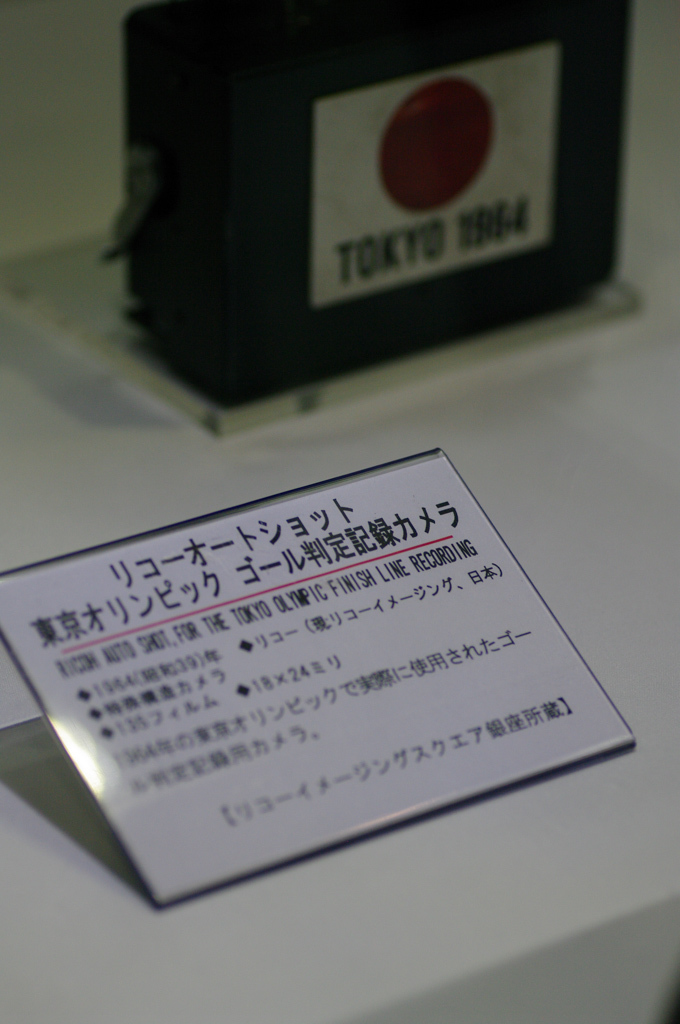 TOKYO 1964
リコーオートショット
東京オリンピック ゴール判定記録カメラ
RICOH AUTO SHOT, FOR THE TOKYO OLYMPIC FINISH LINE RECORDING
◆1964(昭和39)年 ◆リコー(現リコーイメージング、日本)
◆特殊構造カメラ
◆135フィルム ◆18×24ミリ
1964年の東京オリンピックで実際に使用されたゴー
ル判定記録用カメラ。
【リコーイメージングスクエア銀座所蔵】